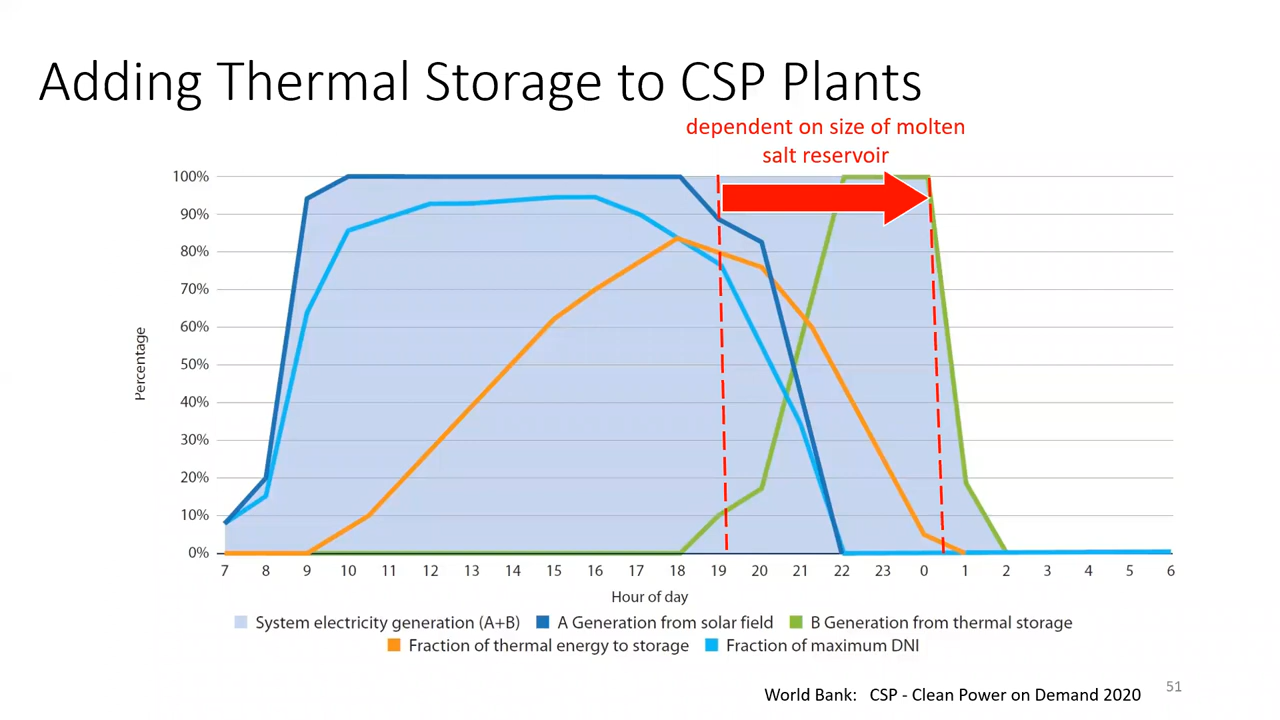 Adding Thermal Storage to CSP Plants
dependent on size of molten
salt reservoir
100%
90%
80%
70%
60%
50%
40%
30%
20%
10%
0%
Percentage
7 8 9 10 11 12 13 14 15 16 17 18 19 20 21 22 23 0 1 2 3 4 5 6
Hour of day
System electricity generation (A+B) A Generation from solar field B Generation from thermal storage
Fraction of thermal energy to storage Fraction of maximum DNI
World Bank: CSP - Clean Power on Demand 2020
51